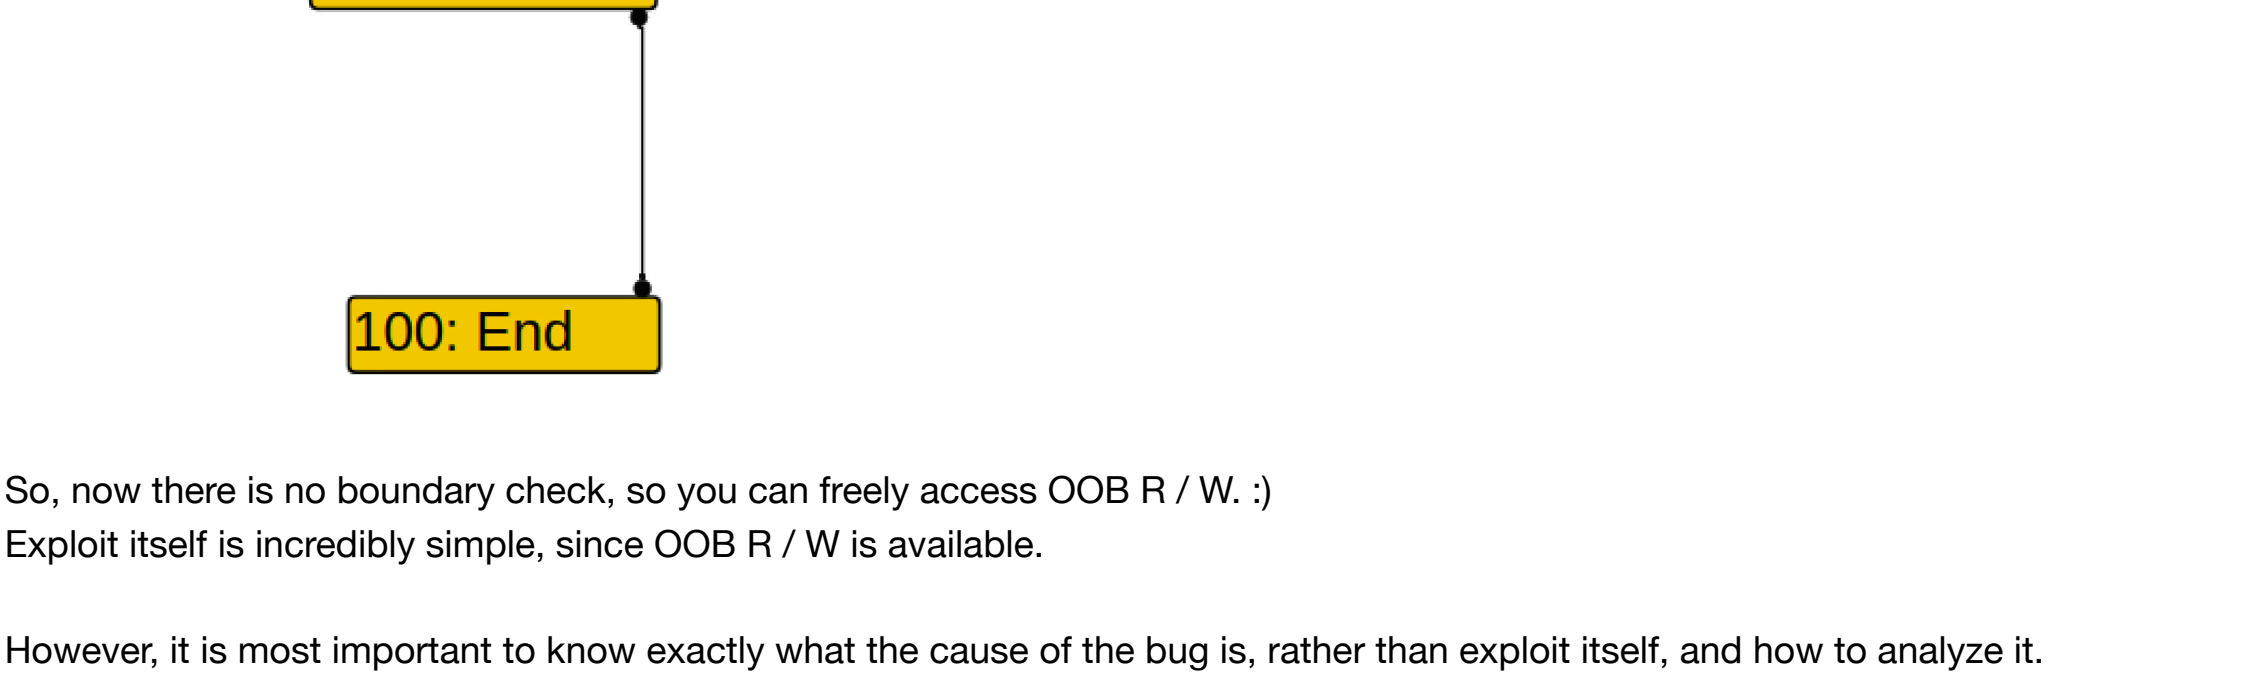 100: End
So, now there is no boundary check, so you can freely access OOB R / W. :)
Exploit itself is incredibly simple, since OOB R / W is available.
However, it is most important to know exactly what the cause of the bug is, rather than exploit itself, and how to analyze it.